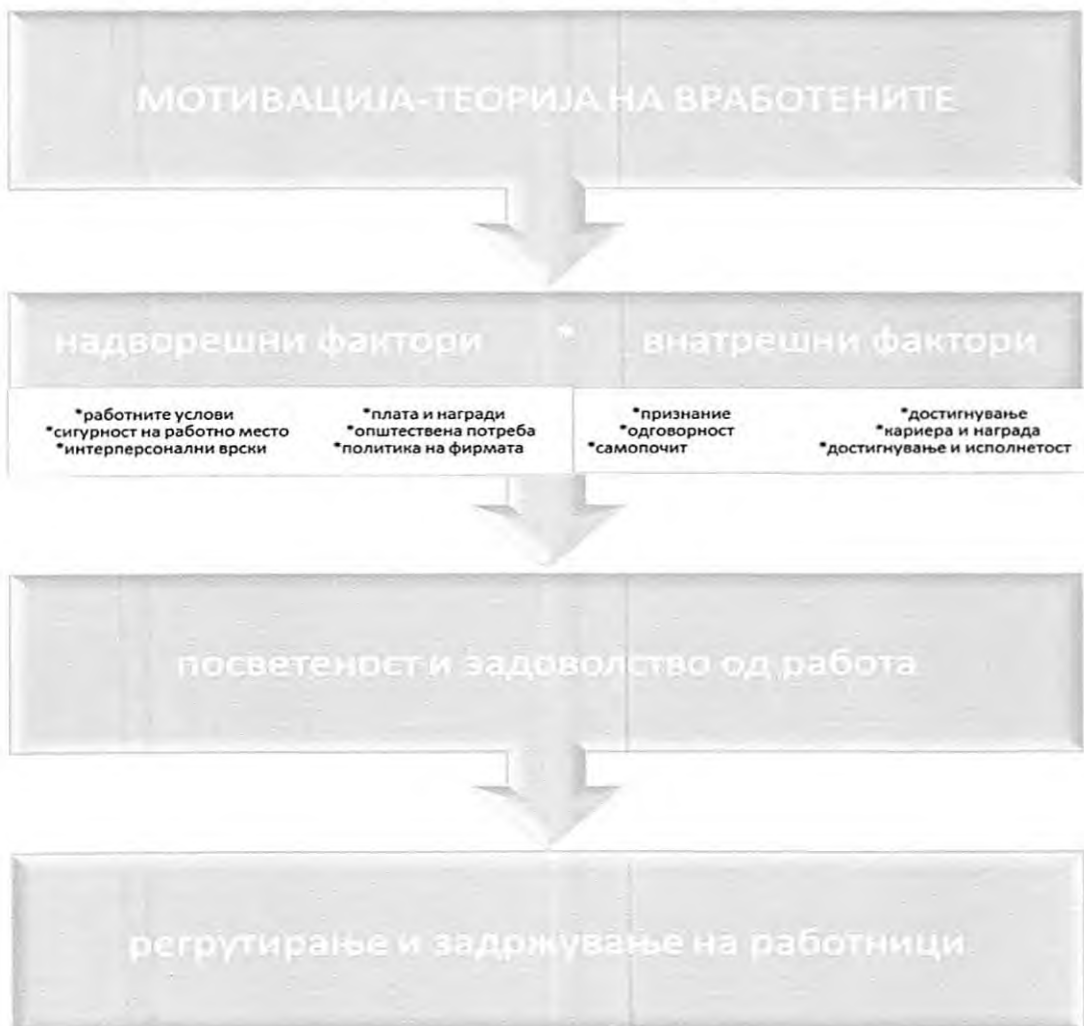 МОТИВАЦИЈА-ТЕОРИЈА НА ВРАБОТЕНИТЕ
надворешни фактори * внатрешни фактори
*работните услови *плата и награди *признание *достигнување
*сигурност на работно место *општествена потреба *одговорност *кариера и награда
*интерперсонални врски *политика на фирмата *самопочит *достигнување и исполнетост
посветеност и задоволство од работа
регрутирање и задржување на работници